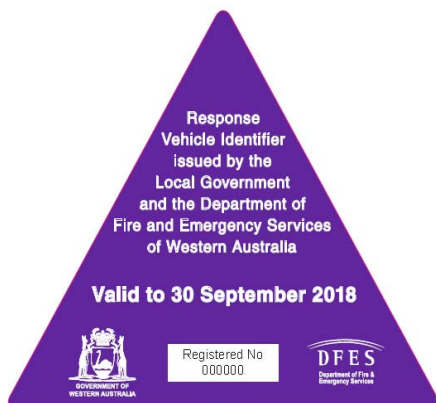 Response
Vehicle Identifier
issued by the
Local Government
and the Department of
Fire and Emergency Services
of Western Australia
Valid to 30 September 2018
GOVERNMENT OF
WESTERN AUSTRALIA
Registered No
000000
DFES
Department of Fire &
Emergency Services